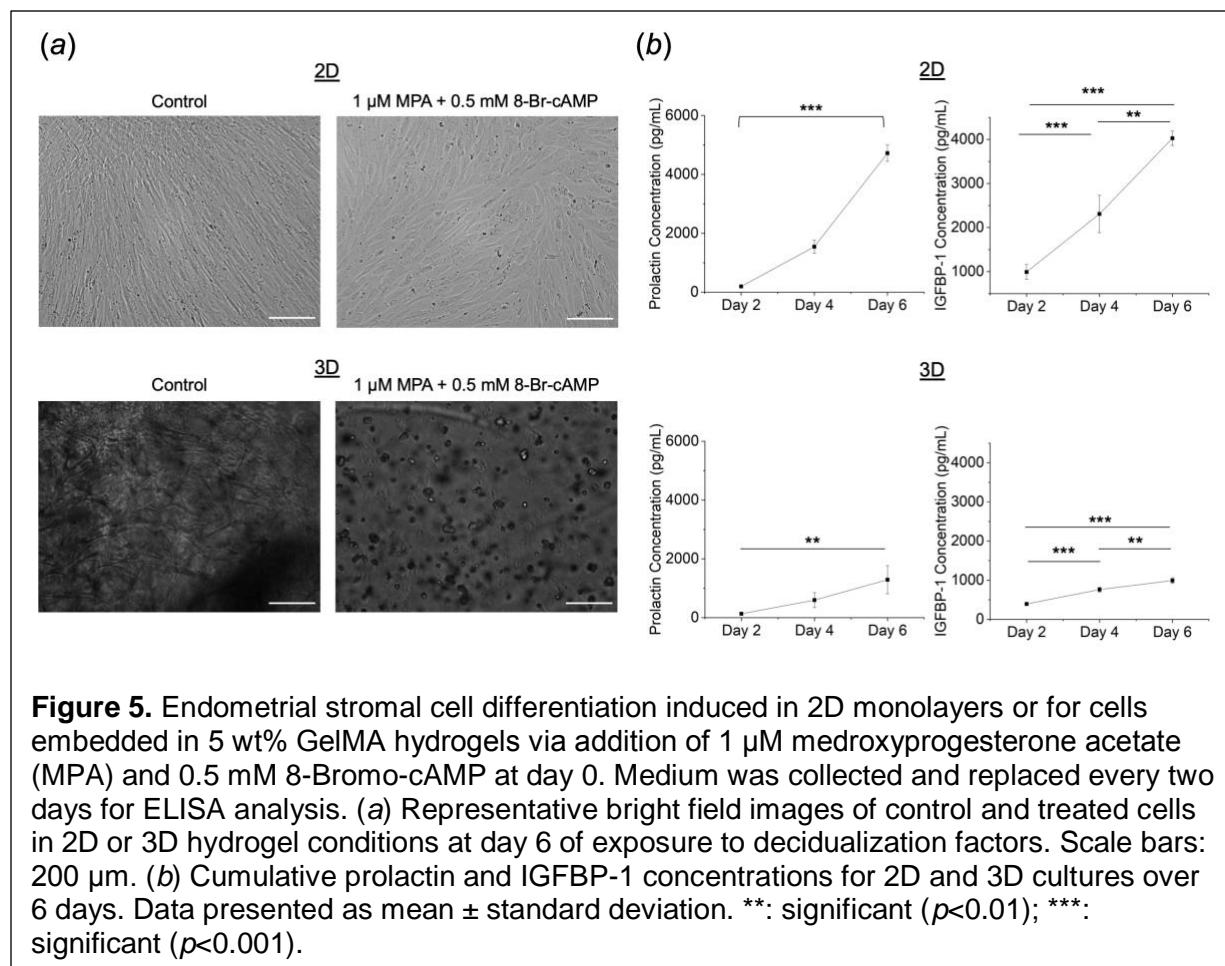 (a)
2D
Control
1 µM MPA + 0.5 mM 8-Br-cAMP
3D
Control
1 µM MPA + 0.5 mM 8-Br-cAMP
(b)
2D
Prolactin Concentration (pg/mL)
6000
4000
2000
0
***
Day 2 Day 4 Day 6
IGFBP-1 Concentration (pg/mL)
4000
3000
2000
1000
***
***
**
Day 2 Day 4 Day 6
3D
Prolactin Concentration (pg/mL)
6000
4000
2000
0
**
Day 2 Day 4 Day 6
IGFBP-1 Concentration (pg/mL)
4000
3000
2000
1000
0
***
***
**
Day 2 Day 4 Day 6
Figure 5. Endometrial stromal cell differentiation induced in 2D monolayers or for cells
embedded in 5 wt% GelMA hydrogels via addition of 1 µM medroxyprogesterone acetate
(MPA) and 0.5 mM 8-Bromo-cAMP at day 0. Medium was collected and replaced every two
days for ELISA analysis. (a) Representative bright field images of control and treated cells
in 2D or 3D hydrogel conditions at day 6 of exposure to decidualization factors. Scale bars:
200 µm. (b) Cumulative prolactin and IGFBP-1 concentrations for 2D and 3D cultures over
6 days. Data presented as mean ± standard deviation. **: significant (p<0.01); ***:
significant (p<0.001).